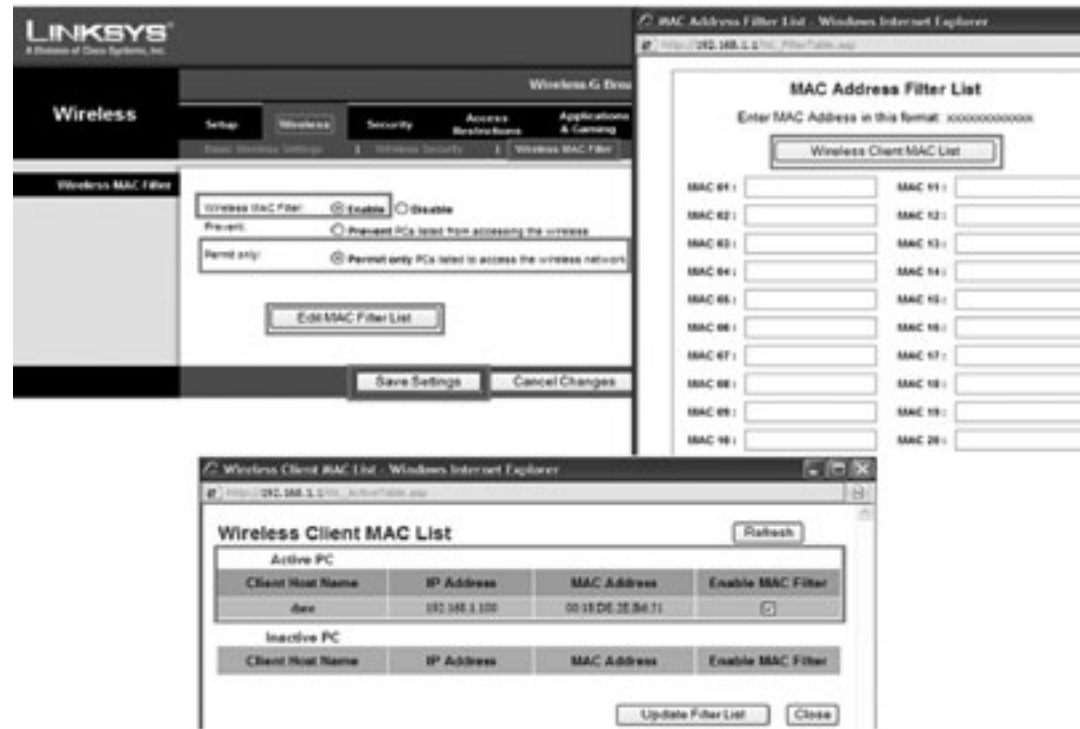 LINKSYS
A Division of Cisco Systems, Inc.
Wireless-G Broa
Wireless
Setup
Wireless
Security
Access Restrictions
Applications & Gaming
Basic Wireless Settings | Wireless Security | Wireless MAC Filter
Wireless MAC Filter
Wireless MAC Filter: Enable Disable
Prevent: Prevent PCs listed from accessing the wireless
Permit only: Permit only PCs listed to access the wireless network
Edit MAC Filter List
Save Settings
Cancel Changes
MAC Address Filter List - Windows Internet Explorer
MAC Address Filter List
Enter MAC Address in this format: xxxxxxxxxxxx
Wireless Client MAC List
MAC 01 : MAC 11 :
MAC 02 : MAC 12 :
MAC 03 : MAC 13 :
MAC 04 : MAC 14 :
MAC 05 : MAC 15 :
MAC 06 : MAC 16 :
MAC 07 : MAC 17 :
MAC 08 : MAC 18 :
MAC 09 : MAC 19 :
MAC 10 : MAC 20 :
Wireless Client MAC List - Windows Internet Explorer
Wireless Client MAC List
Refresh
Active PC
Client Host Name IP Address MAC Address Enable MAC Filter
192.168.1.100
Inactive PC
Client Host Name IP Address MAC Address Enable MAC Filter
Update Filter List
Close